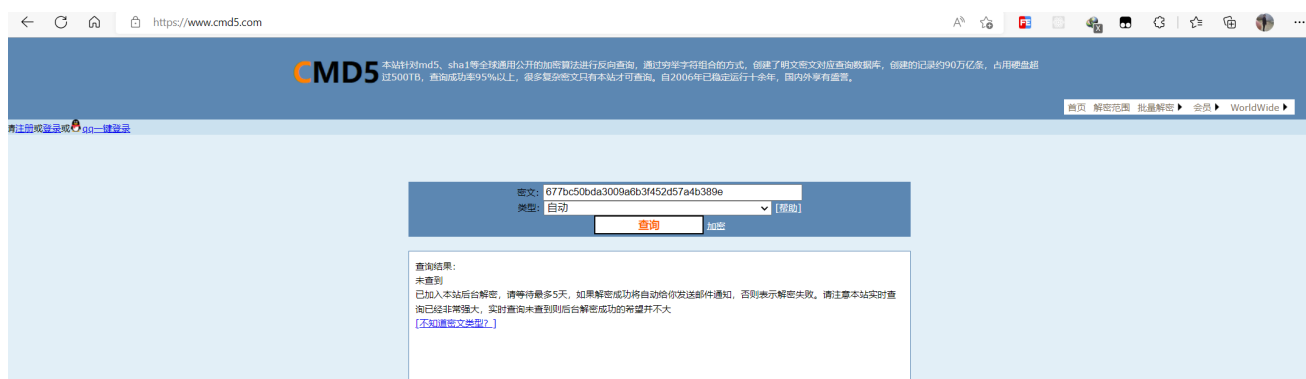 https://www.cmd5.com
CMD5
本站针对md5、sha1等全球通用公开的加密算法进行反向查询，通过穷举字符组合的方式，创建了明文密文对应查询数据库，创建的记录约90万亿条，占用硬盘超
过500TB，查询成功率95%以上，很多复杂密文只有本站才可查询。自2006年已稳定运行十余年，国内外享有盛誉。
首页 解密范围 批量解密 会员 WorldWide
注册或登录或qq一键登录
密文： 677bc50bda3009a6b3f452d57a4b389e
类型： 自动 [帮助]
查询 加密
查询结果：
未查到
已加入本站后台解密，请等待最多5天，如果解密成功将自动给你发送邮件通知，否则表示解密失败。请注意本站实时查
询已经非常强大，实时查询未查到则后台解密成功的希望并不大
[不知道密文类型？]